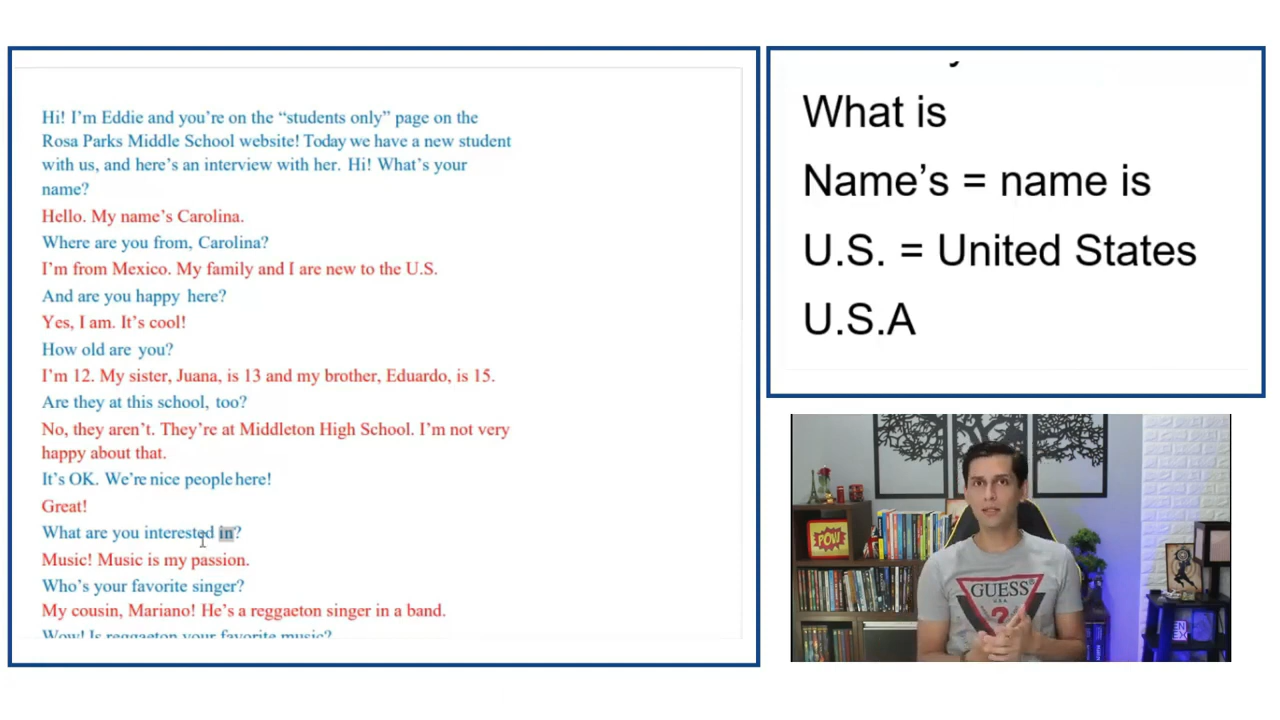 Hi! I'm Eddie and you're on the “students only” page on the
Rosa Parks Middle School website! Today we have a new student
with us, and here's an interview with her. Hi! What's your
name?
Hello. My name's Carolina.
Where are you from, Carolina?
I'm from Mexico. My family and I are new to the U.S.
And are you happy here?
Yes, I am. It's cool!
How old are you?
I'm 12. My sister, Juana, is 13 and my brother, Eduardo, is 15.
Are they at this school, too?
No, they aren't. They're at Middleton High School. I'm not very
happy about that.
It's OK. We're nice people here!
Great!
What are you interested in?
Music! Music is my passion.
Who's your favorite singer?
My cousin, Mariano! He's a reggaeton singer in a band.
Wow! Is reggaeton your favorite music?
What is
Name’s = name is
U.S. = United States
U.S.A
POW
GUESS
U.S.A.
?